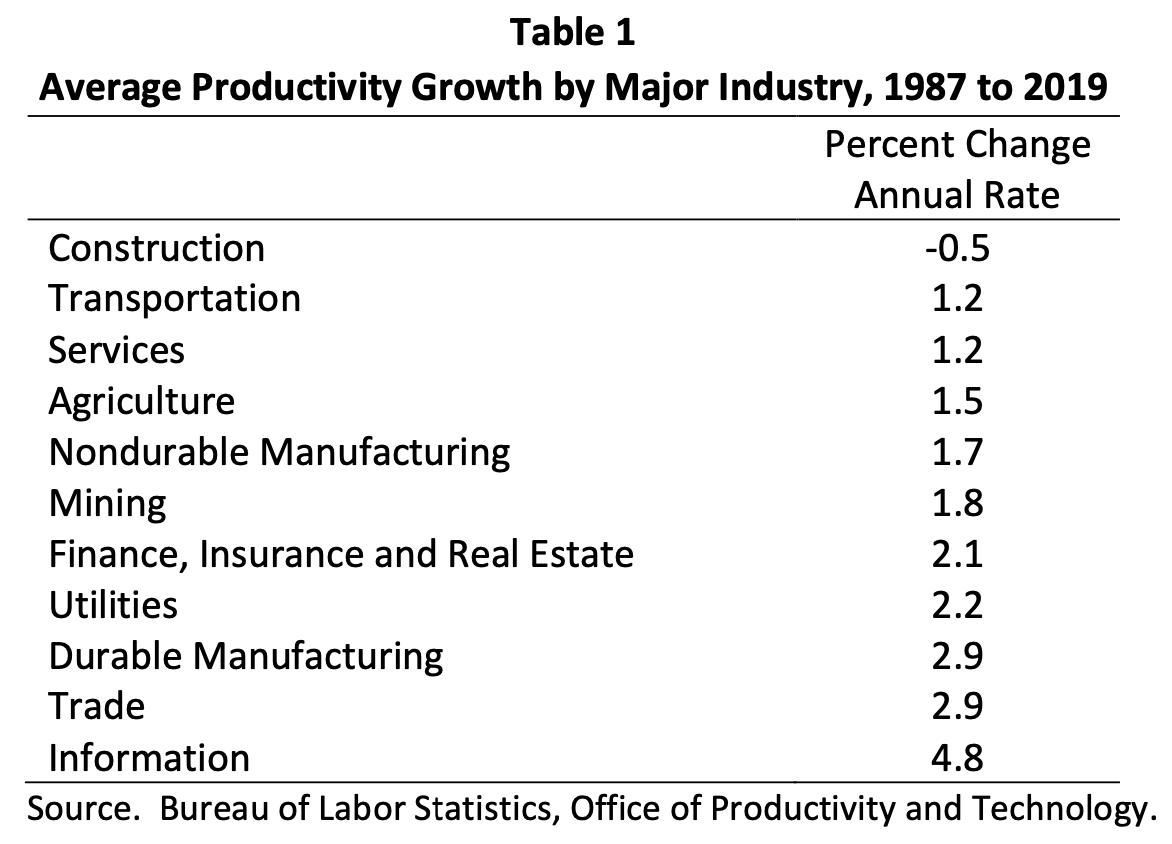 Table 1
Average Productivity Growth by Major Industry, 1987 to 2019
Percent Change
Annual Rate
Construction -0.5
Transportation 1.2
Services 1.2
Agriculture 1.5
Nondurable Manufacturing 1.7
Mining 1.8
Finance, Insurance and Real Estate 2.1
Utilities 2.2
Durable Manufacturing 2.9
Trade 2.9
Information 4.8
Source.  Bureau of Labor Statistics, Office of Productivity and Technology.